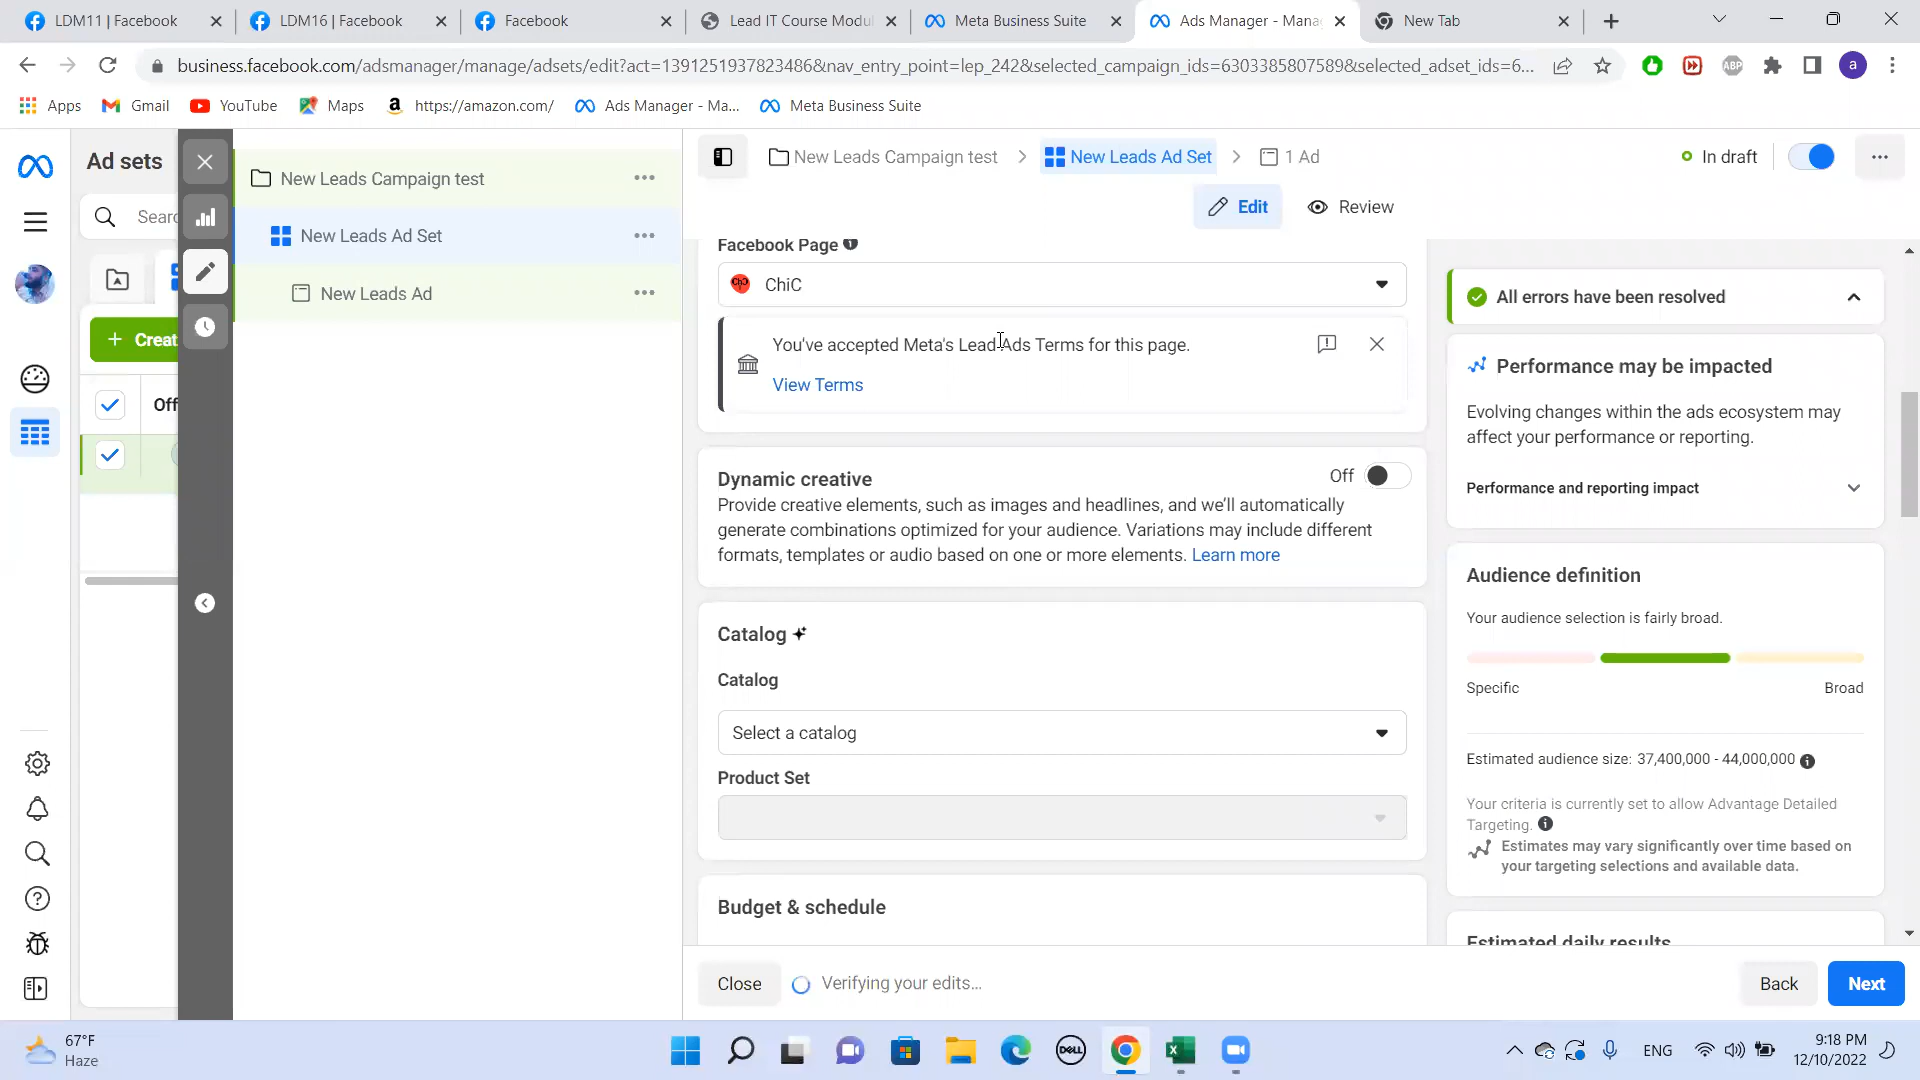 LDM11 | Facebook
LDM16 | Facebook
Facebook
Lead IT Course Modu
Meta Business Suite
Ads Manager - Mana
New Tab
business.facebook.com/adsmanager/manage/adsets/edit?act=1391251937823486&nav_entry_point=lep_242&selected_campaign_ids=6303385807589&selected_adset_ids=6...
ABP
a
Apps
Gmail
YouTube
Maps
https://amazon.com/
Ads Manager - Ma...
Meta Business Suite
Ad sets
Sear
Creat
Off
New Leads Campaign test
New Leads Ad Set
New Leads Ad
New Leads Campaign test > New Leads Ad Set > 1 Ad
In draft
Edit
Review
Facebook Page
ChiC
You've accepted Meta's Lead Ads Terms for this page.
View Terms
Dynamic creative
Off
Provide creative elements, such as images and headlines, and we'll automatically
generate combinations optimized for your audience. Variations may include different
formats, templates or audio based on one or more elements. Learn more
Catalog
Catalog
Select a catalog
Product Set
Budget & schedule
All errors have been resolved
Performance may be impacted
Evolving changes within the ads ecosystem may
affect your performance or reporting.
Performance and reporting impact
Audience definition
Your audience selection is fairly broad.
Specific
Broad
Estimated audience size: 37,400,000 - 44,000,000
Your criteria is currently set to allow Advantage Detailed
Targeting.
Estimates may vary significantly over time based on
your targeting selections and available data.
Estimated daily results
Close
Verifying your edits...
Back
Next
67°F
Haze
DELL
ENG
9:18 PM
12/10/2022